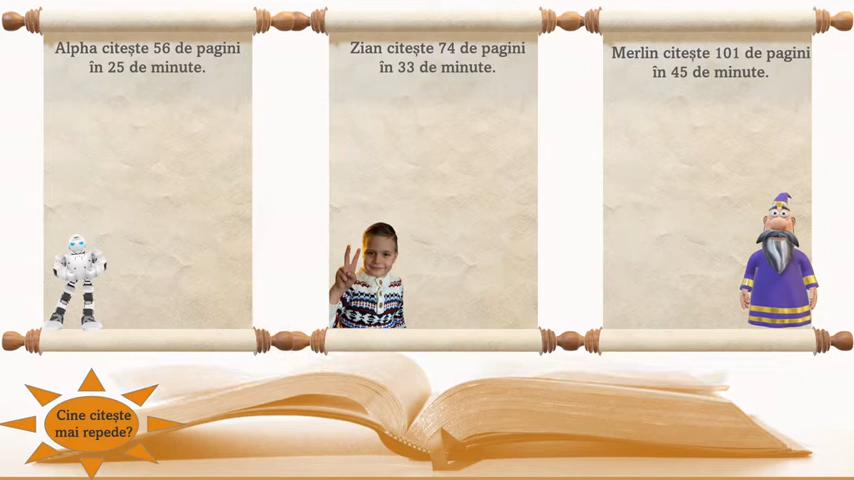 Alpha citește 56 de pagini
în 25 de minute.
Zian citește 74 de pagini
în 33 de minute.
Merlin citește 101 de pagini
în 45 de minute.
Cine citește
mai repede?